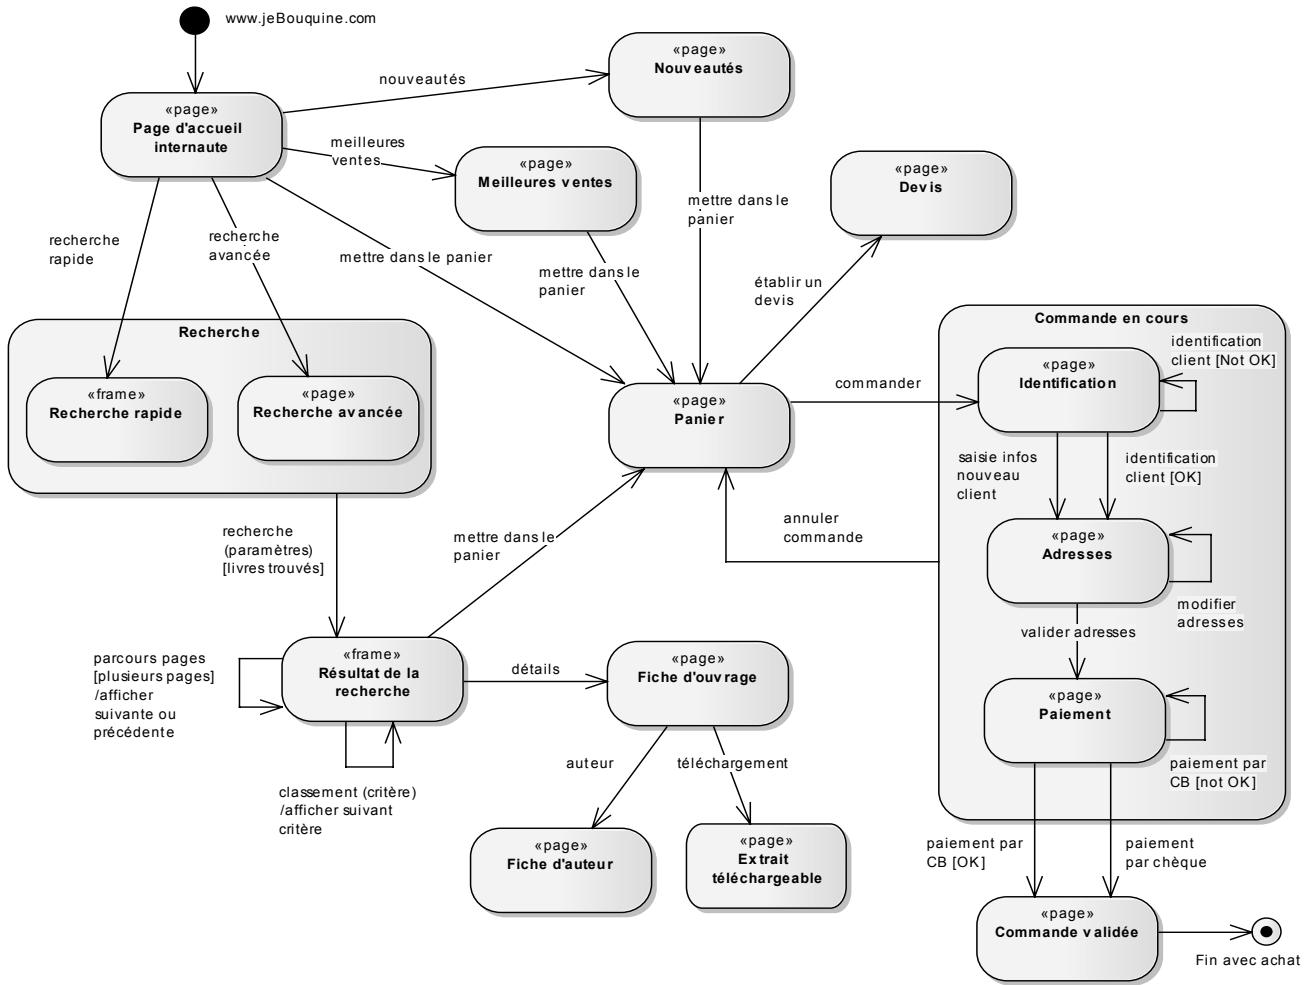 www.jeBouquine.com
«page»
Page d'accueil
internaute
nouveautés
«page»
Nouveautés
meilleures
ventes
«page»
Meilleures ventes
«page»
Devis
recherche
rapide
recherche
avancée
mettre dans le panier
mettre dans le
panier
mettre dans le
panier
établir un
devis
Recherche
«frame»
Recherche rapide
«page»
Recherche avancée
«page»
Panier
commander
Commande en cours
«page»
Identification
identification
client [Not OK]
saisie infos
nouveau
client
identification
client [OK]
annuler
commande
«page»
Adresses
modifier
adresses
valider adresses
«page»
Paiement
paiement par
CB [not OK]
recherche
(paramètres)
[livres trouvés]
mettre dans le
panier
parcours pages
[plusieurs pages]
/afficher
suivante ou
précédente
«frame»
Résultat de la
recherche
classement (critère)
/afficher suivant
critère
détails
«page»
Fiche d'ouvrage
auteur
téléchargement
«page»
Fiche d'auteur
«page»
Extrait
téléchargeable
paiement par
CB [OK]
paiement
par chèque
«page»
Commande validée
Fin avec achat